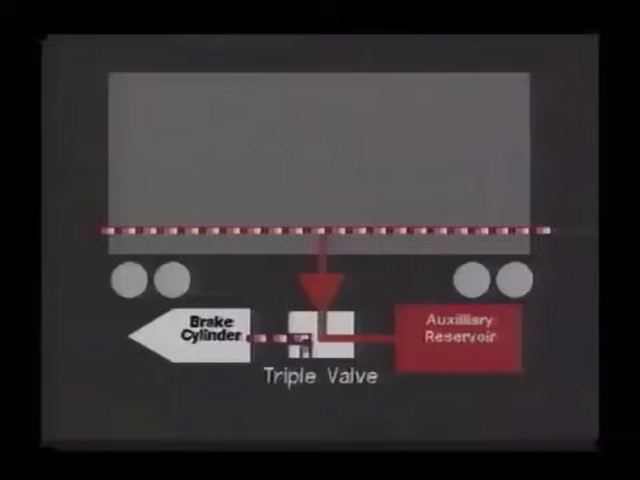 Brake
Cylinder
Auxilliary
Reservoir
Triple Valve